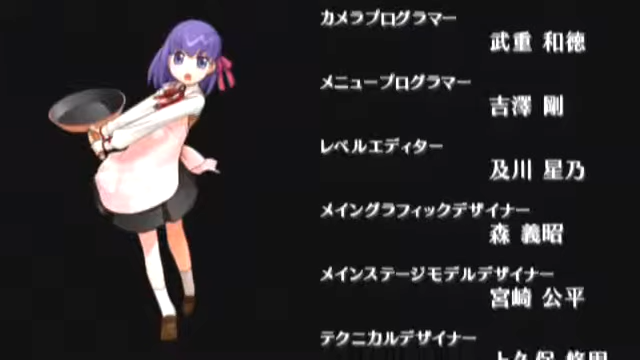 カメラプログラマー
武重 和徳
メニュープログラマー
吉澤 剛
レベルエディター
及川 星乃
メイングラフィックデザイナー
森 義昭
メインステージモデルデザイナー
宮崎 公平
テクニカルデザイナー